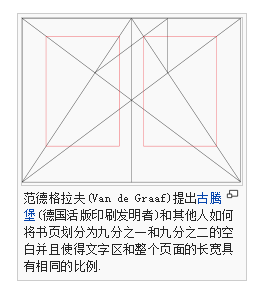 范德格拉夫(Van de Graaf)提出古腾
堡(德国活版印刷发明者)和其他人如何
将书页划分为九分之一和九分之二的空
白并且使得文字区和整个页面的长宽具
有相同的比例.